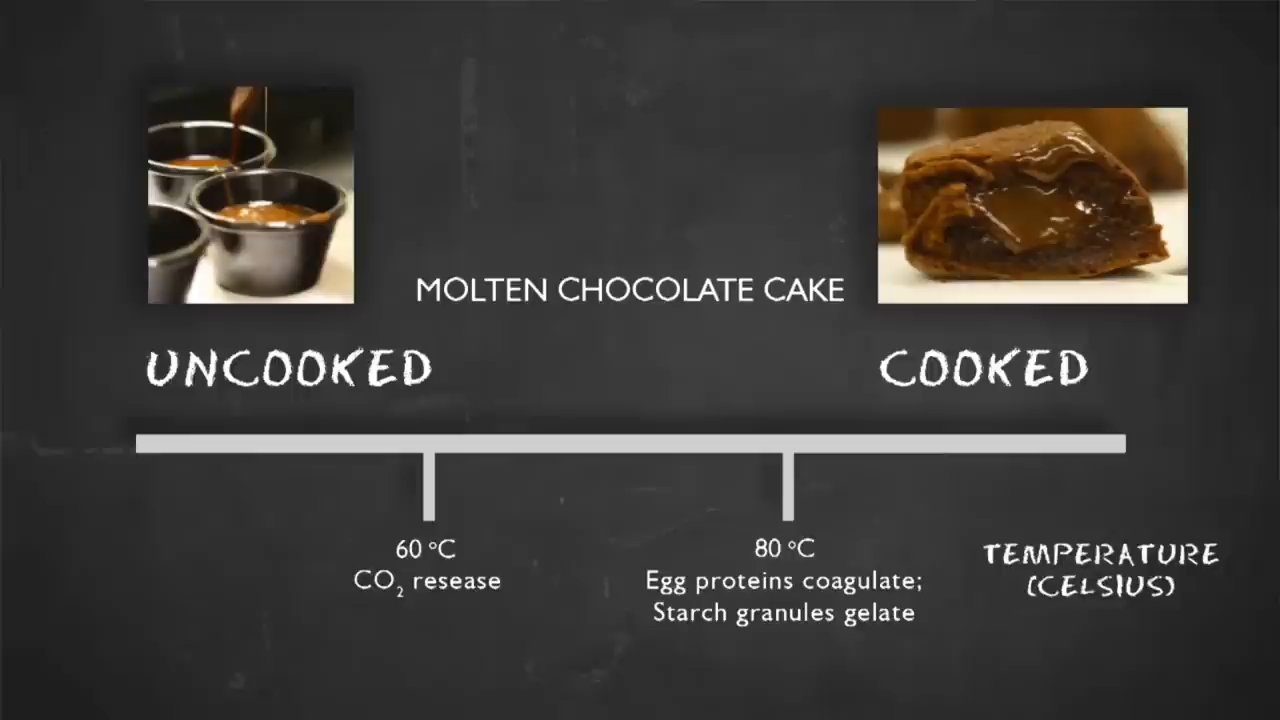 MOLTEN CHOCOLATE CAKE
UNCOOKED
COOKED
60 °C
CO₂ resease
80 °C
Egg proteins coagulate;
Starch granules gelate
TEMPERATURE
(CELSIUS)